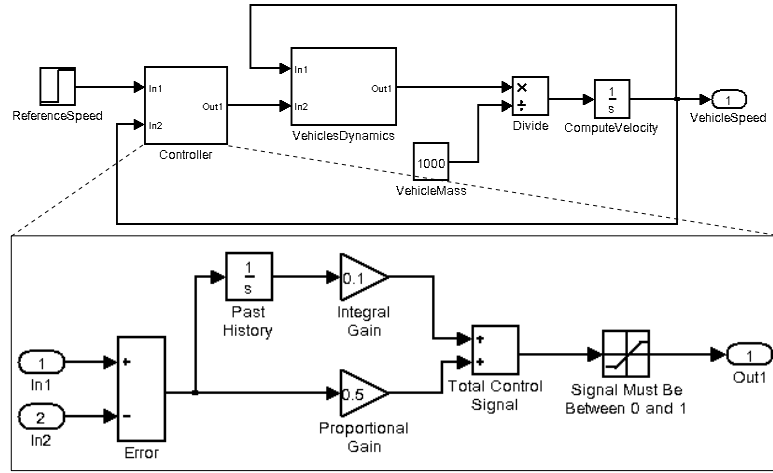 ReferenceSpeed
In1
In2
Out1
Controller
In1
In2
Out1
VehiclesDynamics
1000
VehicleMass
×
÷
Divide
1
s
ComputeVelocity
1
VehicleSpeed
1
In1
2
In2
+
−
Error
1
s
Past
History
0.1
Integral
Gain
0.5
Proportional
Gain
+
+
Total Control
Signal
Signal Must Be
Between 0 and 1
1
Out1